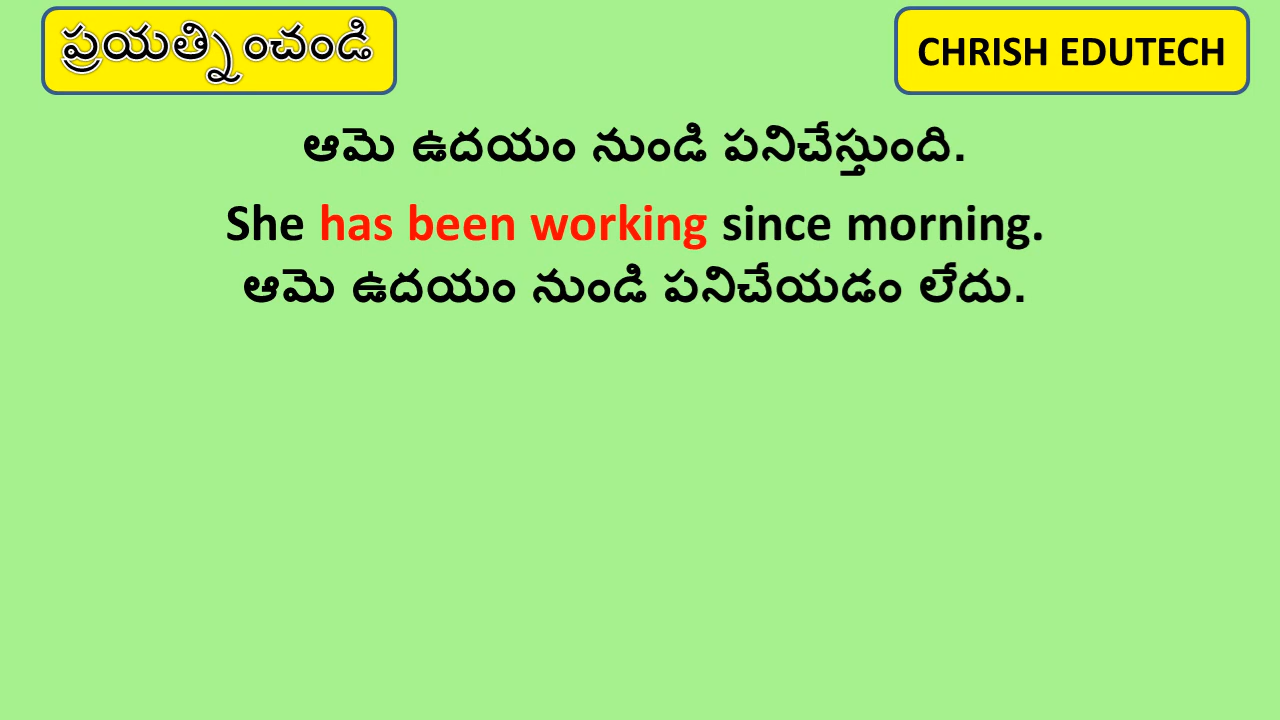 ప్రయత్నించండి
CHRISH EDUTECH
ఆమె ఉదయం నుండి పనిచేస్తుంది.
She has been working since morning.
ఆమె ఉదయం నుండి పనిచేయడం లేదు.